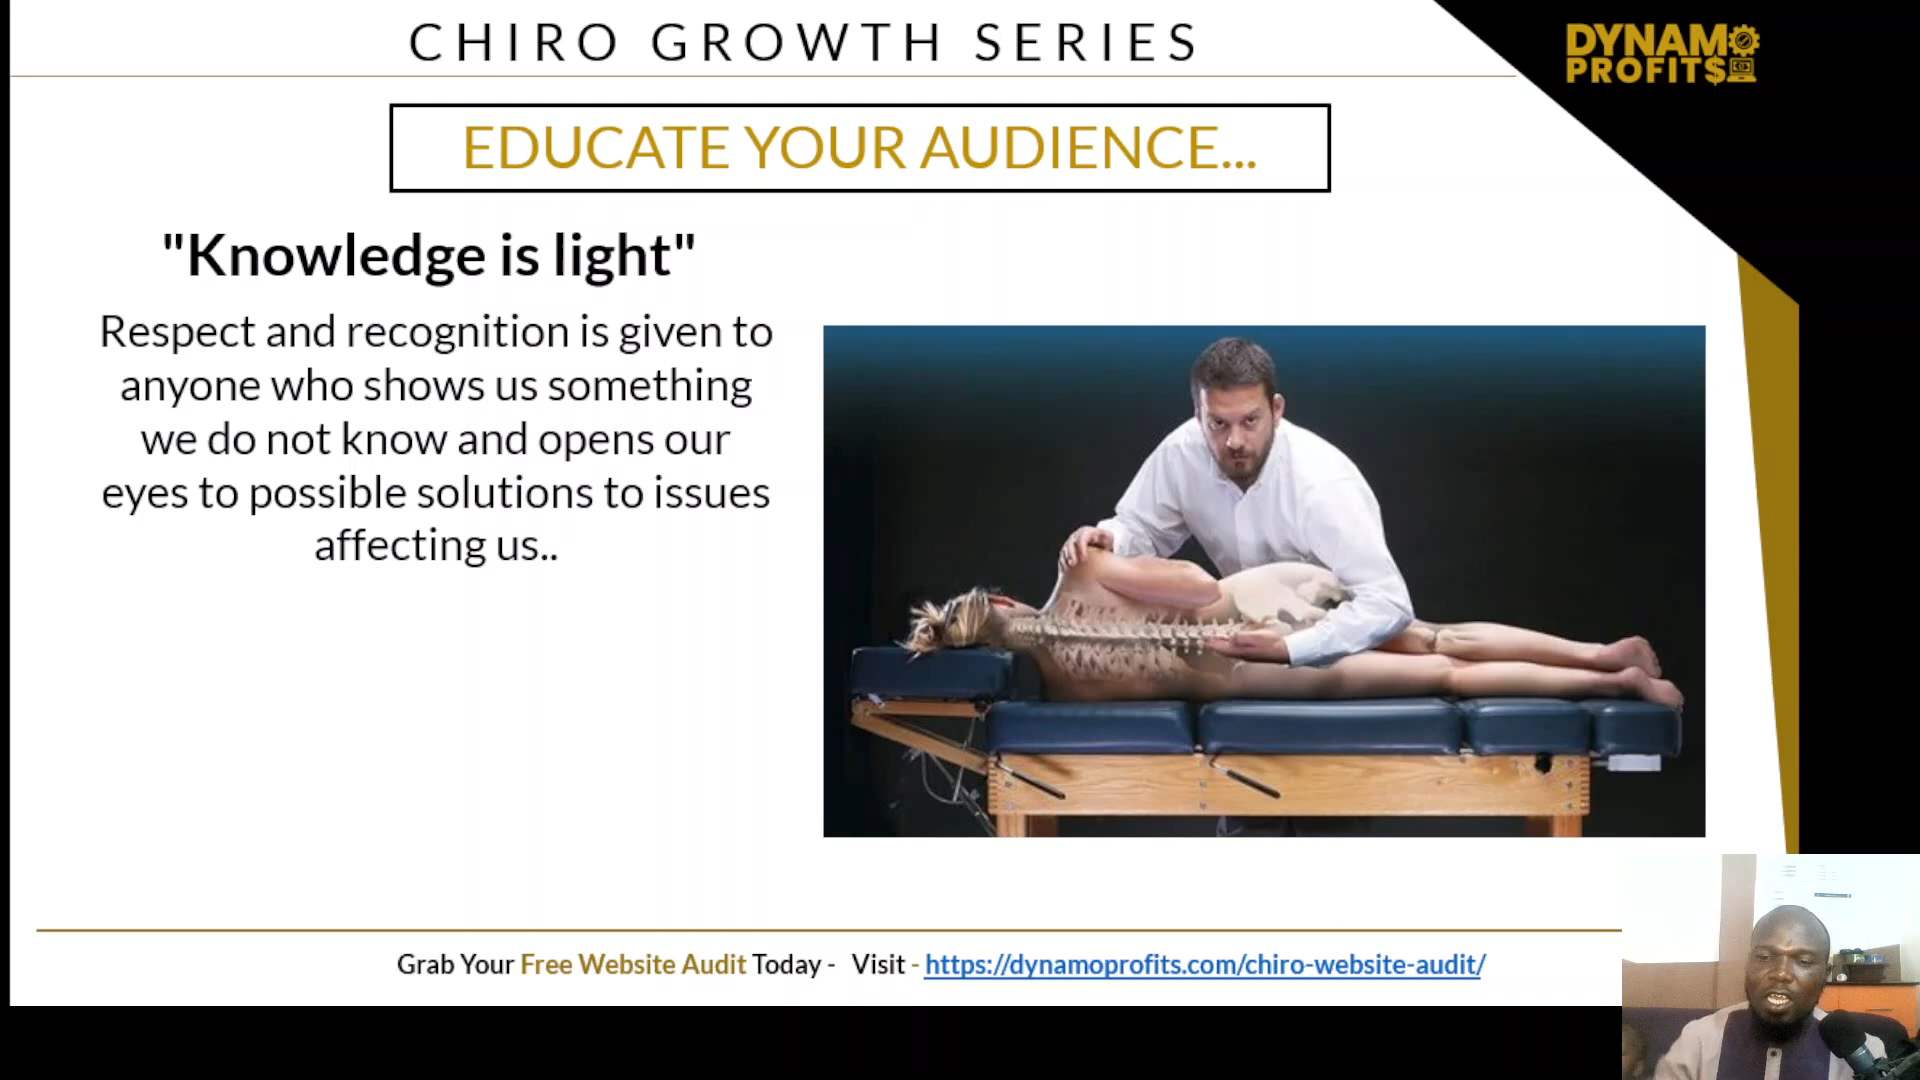 CHIRO GROWTH SERIES
DYNAMO
PROFIT$
EDUCATE YOUR AUDIENCE...
"Knowledge is light"
Respect and recognition is given to
anyone who shows us something
we do not know and opens our
eyes to possible solutions to issues
affecting us..
Grab Your Free Website Audit Today - Visit - https://dynamoprofits.com/chiro-website-audit/